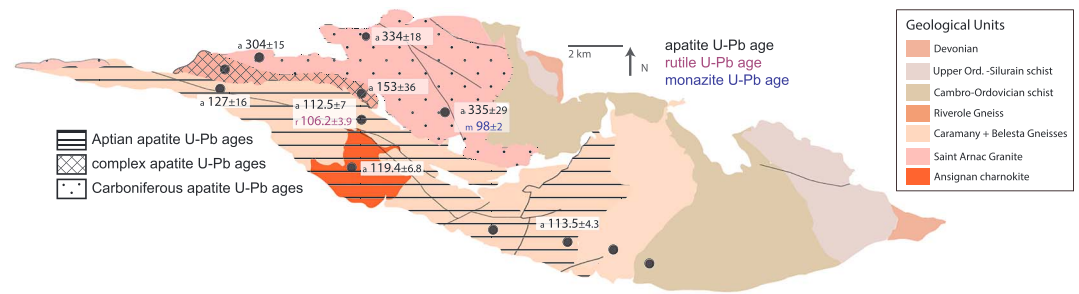 a 334±18
a 304±15
2 km
N
apatite U-Pb age
rutile U-Pb age
monazite U-Pb age
Geological Units
Devonian
Upper Ord. -Silurain schist
Cambro-Ordovician schist
Riverole Gneiss
Caramany + Belesta Gneisses
Saint Arnac Granite
Ansignan charnokite
a 153±36
a 127±16
a 112.5±7
r 106.2±3.9
a 335±29
m 98±2
Aptian apatite U-Pb ages
complex apatite U-Pb ages
Carboniferous apatite U-Pb ages
a 119.4±6.8
a 113.5±4.3